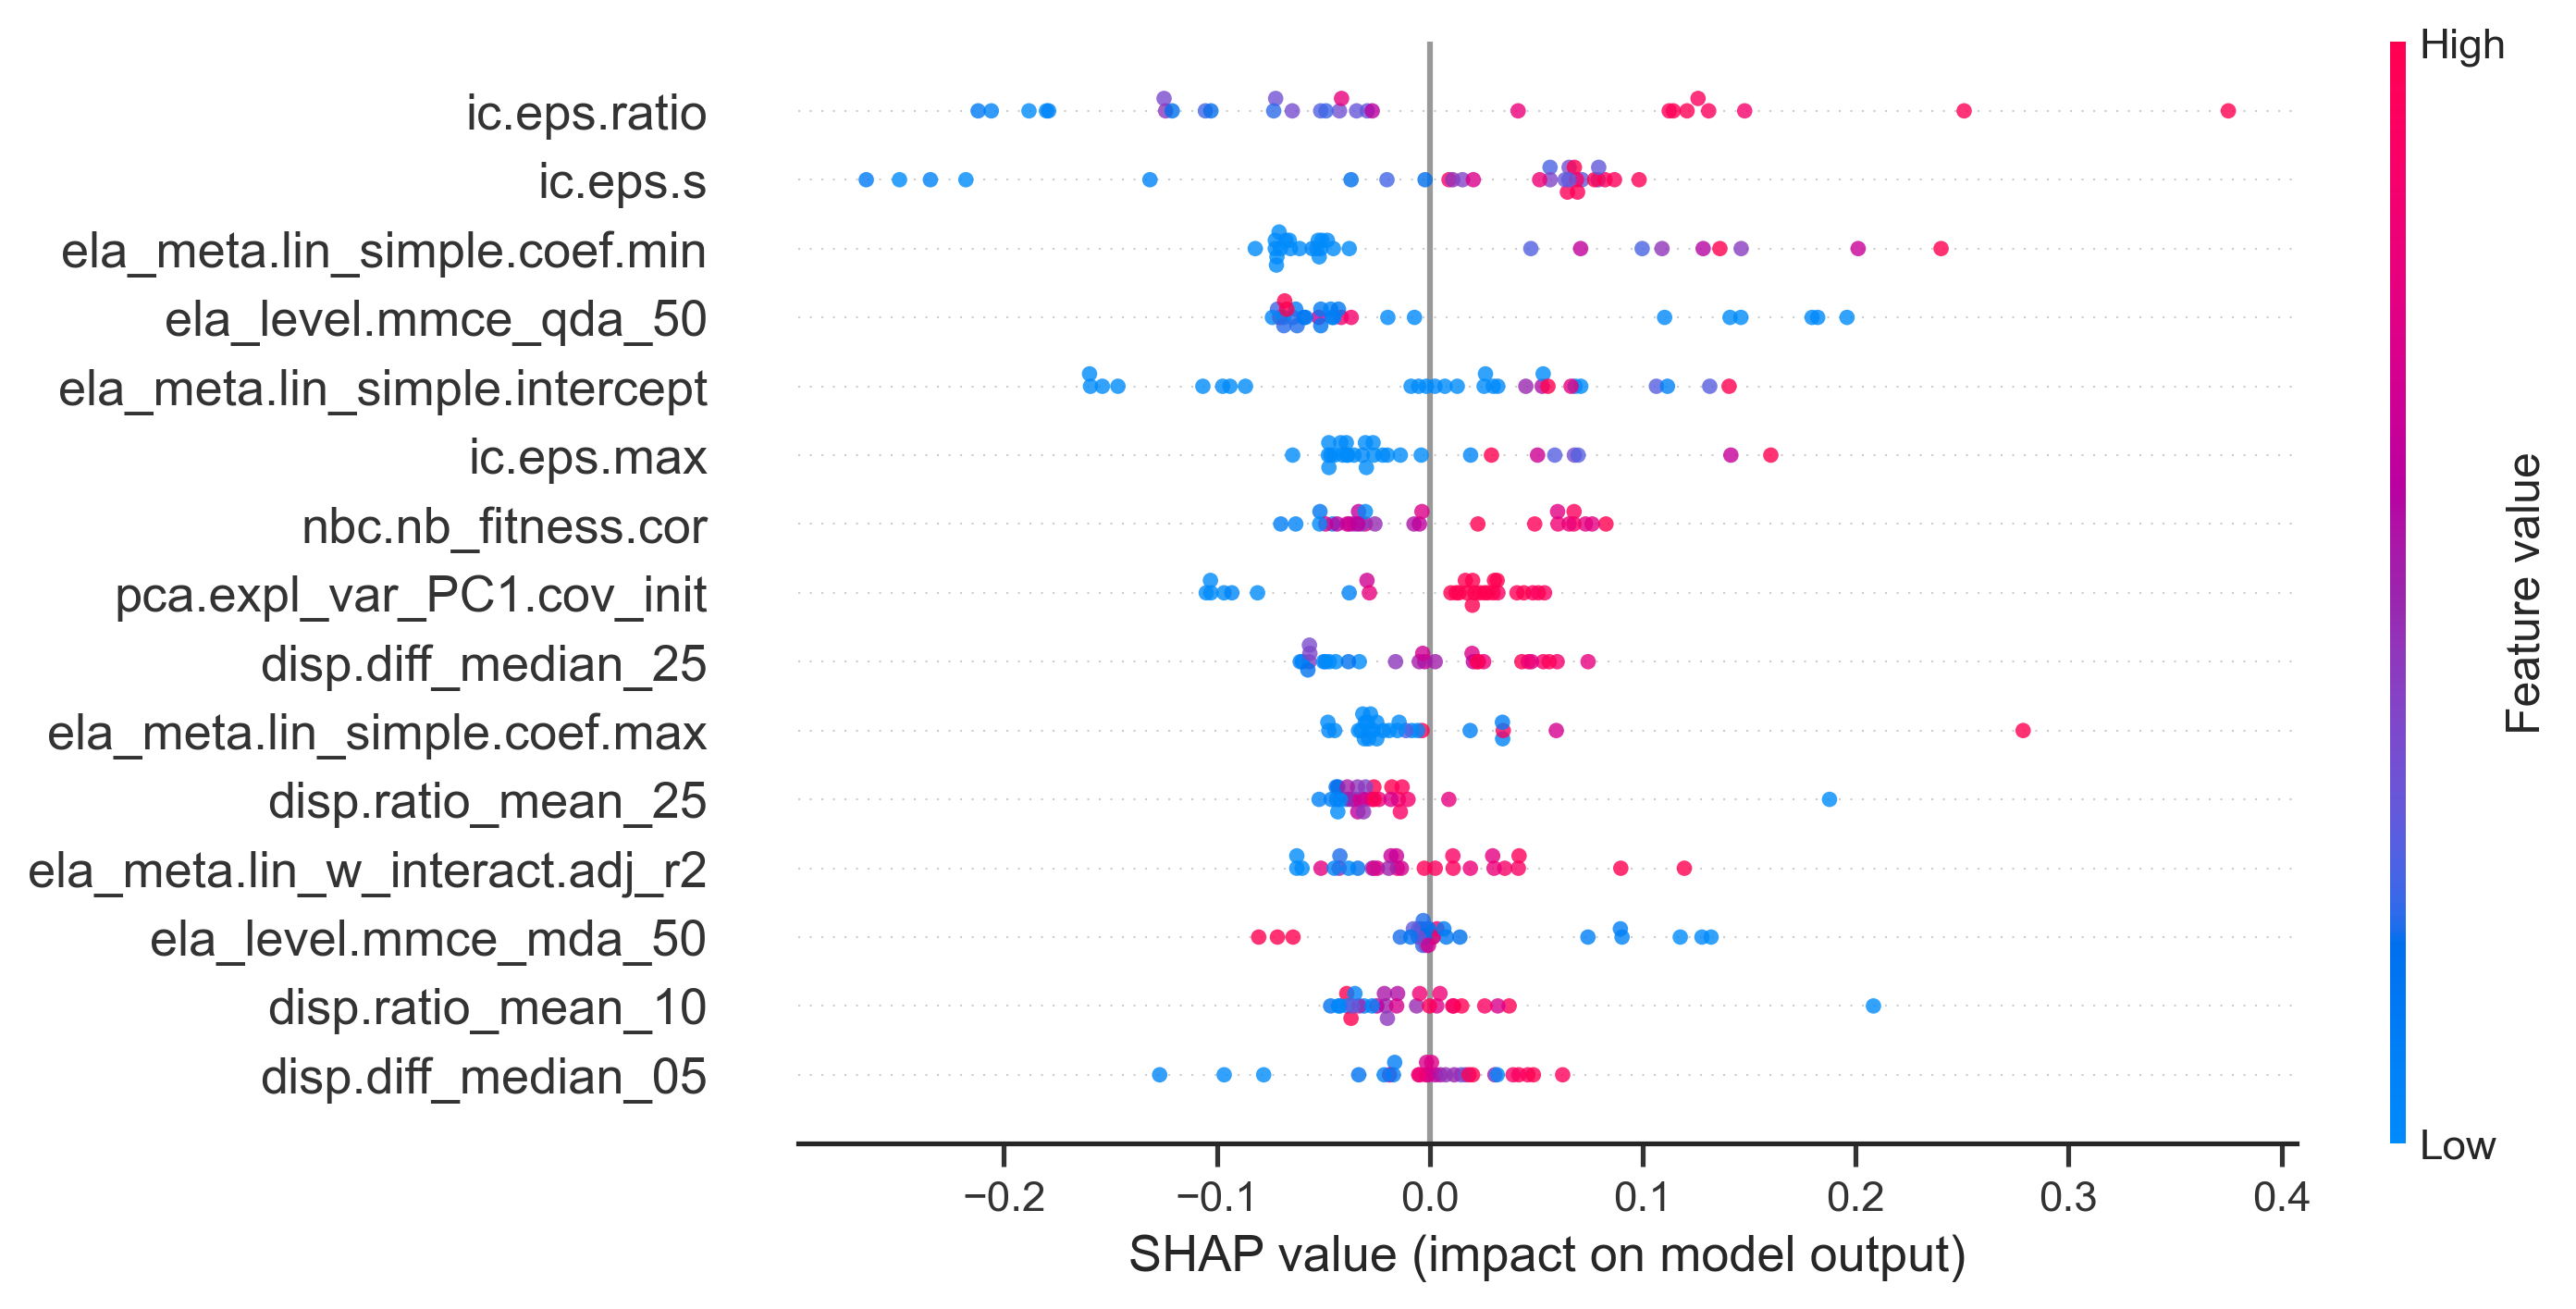 High
ic.eps.ratio
ic.eps.s
ela_meta.lin_simple.coef.min
ela_level.mmce_qda_50
ela_meta.lin_simple.intercept
ic.eps.max
nbc.nb_fitness.cor
pca.expl_var_PC1.cov_init
disp.diff_median_25
ela_meta.lin_simple.coef.max
disp.ratio_mean_25
ela_meta.lin_w_interact.adj_r2
ela_level.mmce_mda_50
disp.ratio_mean_10
disp.diff_median_05
Feature value
Low
−0.2 −0.1 0.0 0.1 0.2 0.3 0.4
SHAP value (impact on model output)